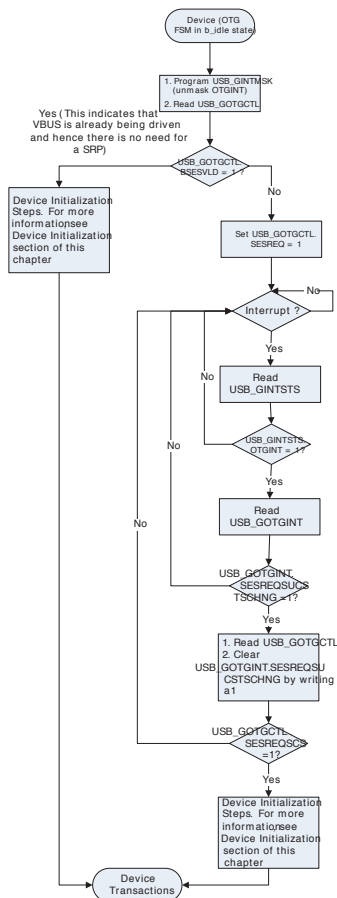 Device (OTG
FSM in b_idle state)
1. Program USB_GINTMSK
(unmask OTGINT)
2. Read USB_GOTGCTL
Yes (This indicates that
VBUS is already being driven
and hence there is no need for
a SRP)
USB_GOTGCTL.
BSESVLD = 1 ?
No
Device Initialization
Steps. For more
information,see
Device Initialization
section of this
chapter
Set USB_GOTGCTL.
SESREQ = 1
No
Interrupt ?
Yes
Read
USB_GINTSTS
No
USB_GINTSTS.
OTGINT = 1?
Yes
No
Read
USB_GOTGINT
No
USB_GOTGINT.
SESREQSUCS
TSCHNG =1?
Yes
1. Read USB_GOTGCTL
2. Clear
USB_GOTGINT.SESREQSU
CSTSCHNG by writing
a1
USB_GOTGCTL.
SESREQSCS
=1?
Yes
Device Initialization
Steps. For more
information,see
Device Initialization
section of this
chapter
Device
Transactions